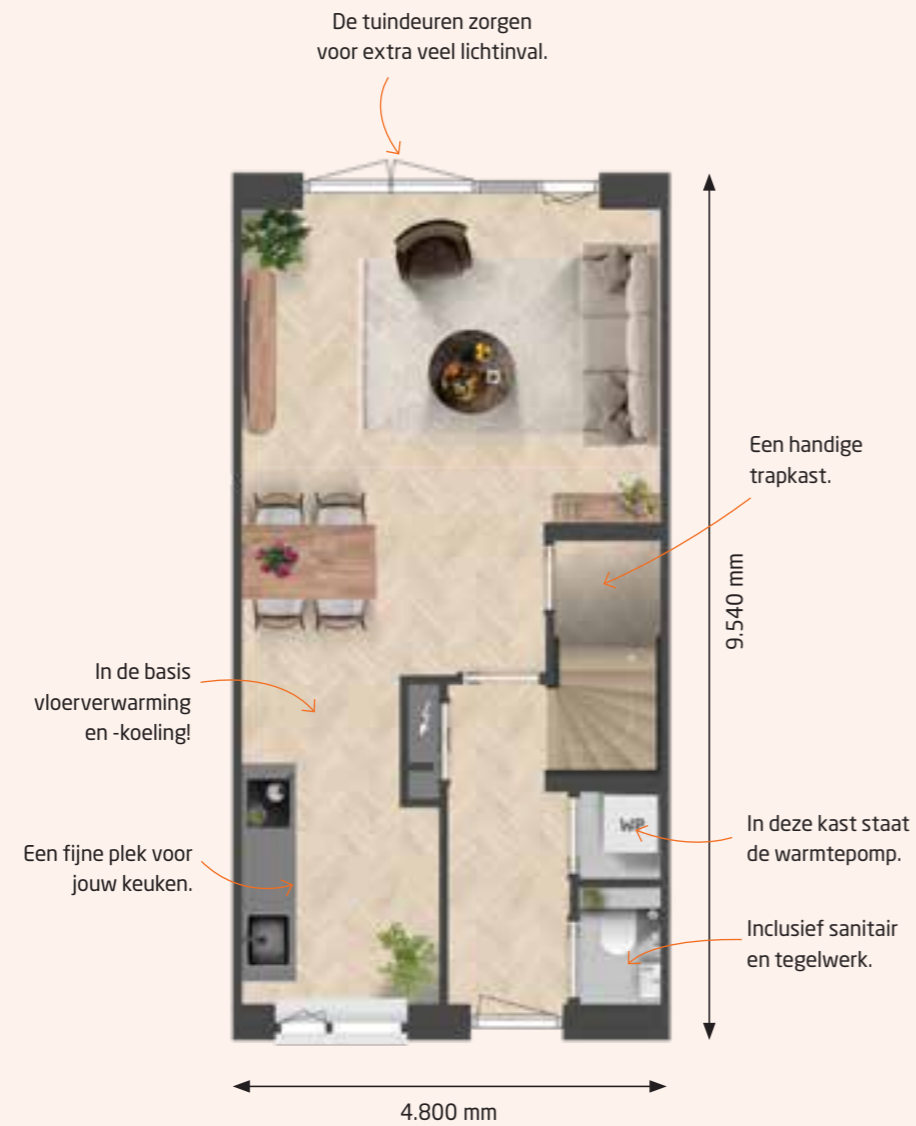 De tuindeuren zorgen
voor extra veel lichtinval.
Een handige
trapkast.
9.540 mm
In de basis
vloerverwarming
en -koeling!
WP
In deze kast staat
de warmtepomp.
Een fijne plek voor
jouw keuken.
Inclusief sanitair
en tegelwerk.
4.800 mm